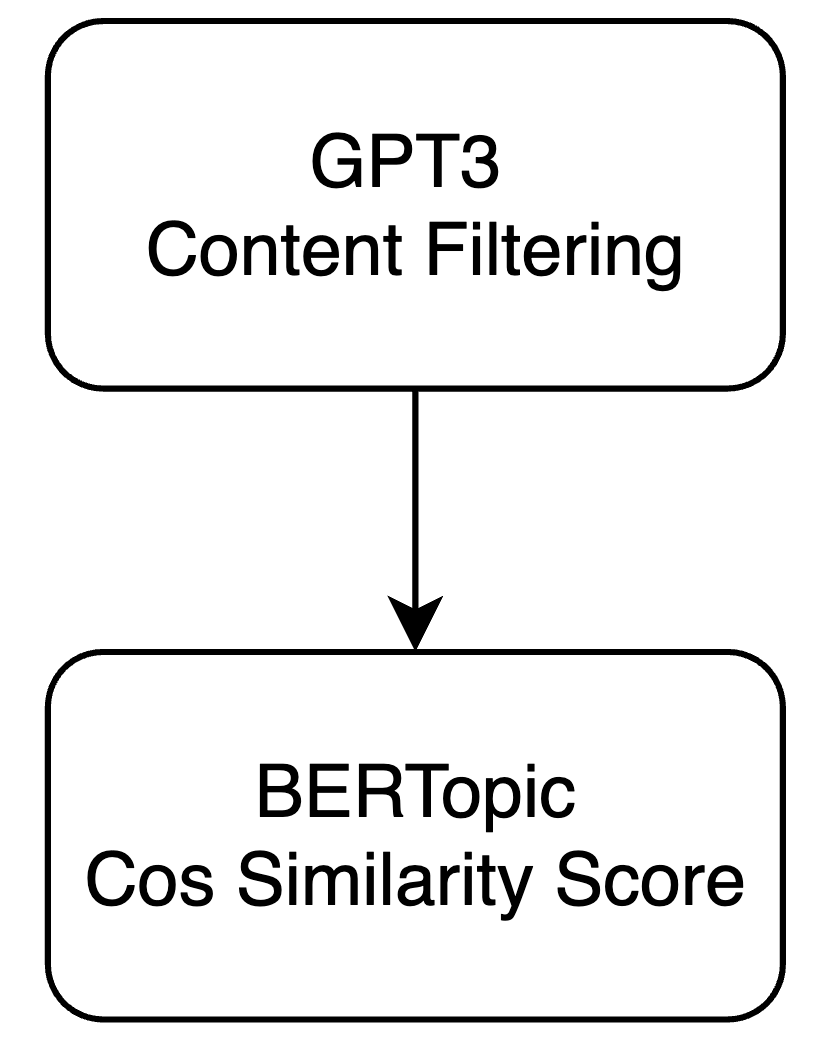 GPT3
Content Filtering
BERTopic
Cos Similarity Score